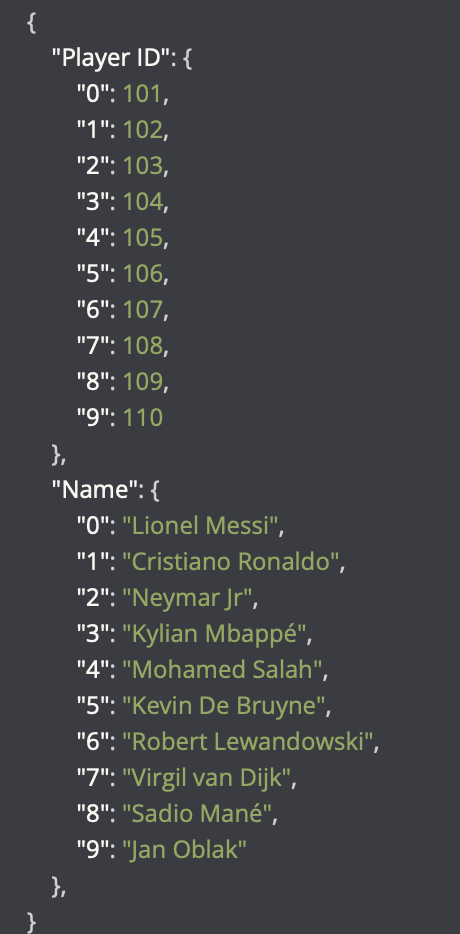 {
"Player ID": {
"0": 101,
"1": 102,
"2": 103,
"3": 104,
"4": 105,
"5": 106,
"6": 107,
"7": 108,
"8": 109,
"9": 110
},
"Name": {
"0": "Lionel Messi",
"1": "Cristiano Ronaldo",
"2": "Neymar Jr",
"3": "Kylian Mbappé",
"4": "Mohamed Salah",
"5": "Kevin De Bruyne",
"6": "Robert Lewandowski",
"7": "Virgil van Dijk",
"8": "Sadio Mané",
"9": "Jan Oblak"
},
}